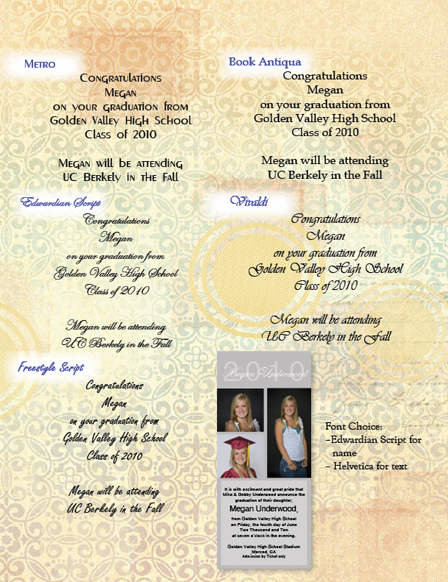 Metro
Congratulations
Megan
on your graduation from
Golden Valley High School
Class of 2010
Megan will be attending
UC Berkely in the Fall
Book Antiqua
Congratulations
Megan
on your graduation from
Golden Valley High School
Class of 2010
Megan will be attending
UC Berkely in the Fall
Edwardian Script
Congratulations
Megan
on your graduation from
Golden Valley High School
Class of 2010
Megan will be attending
UC Berkely in the Fall
Vivaldi
Congratulations
Megan
on your graduation from
Golden Valley High School
Class of 2010
Megan will be attending
UC Berkely in the Fall
Freestyle Script
Congratulations
Megan
on your graduation from
Golden Valley High School
Class of 2010
Megan will be attending
UC Berkely in the Fall
2010
Megan Underwood
It is with excitment and great pride that
Mike & Debby Underwood announce the
graduation of their daughter,
Megan Underwood,
from Golden Valley High School
on Friday, the fourth day of June
Two Thousand and Ten
at seven o'clock in the evening.
Golden Valley High School Stadium
Merced, CA
Admission by Ticket only
Font Choice:
-Edwardian Script for
name
- Helvetica for text